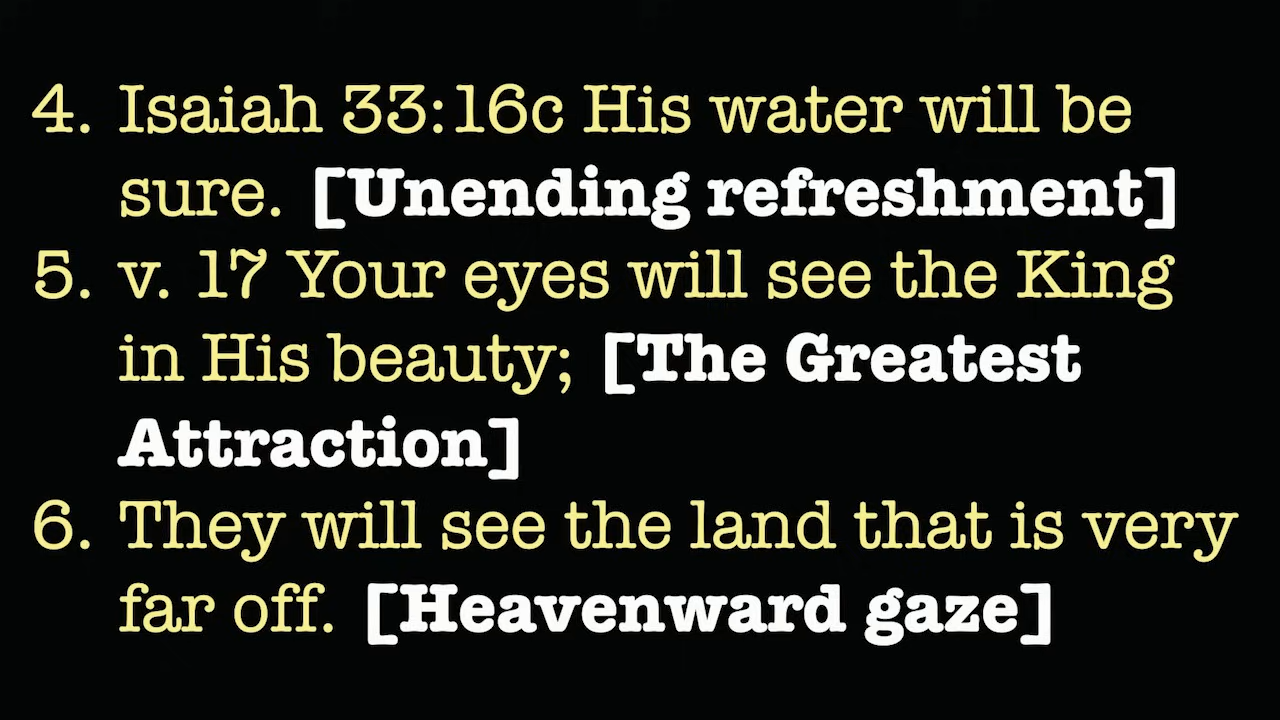 4. Isaiah 33:16c His water will be
sure. [Unending refreshment]
5. v. 17 Your eyes will see the King
in His beauty; [The Greatest
Attraction]
6. They will see the land that is very
far off. [Heavenward gaze]